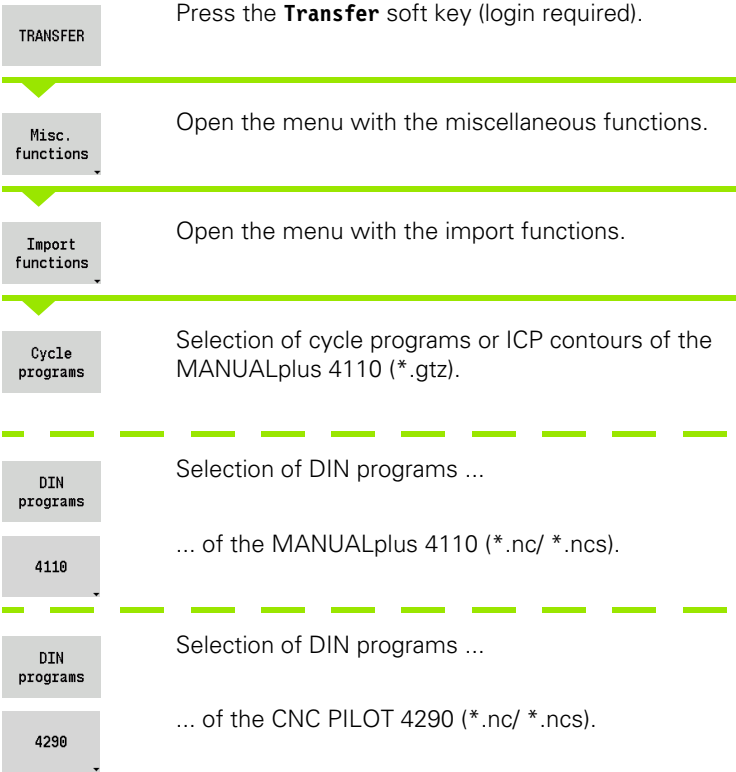 TRANSFER
Press the Transfer soft key (login required).
Misc.
functions
Open the menu with the miscellaneous functions.
Import
functions
Open the menu with the import functions.
Cycle
programs
Selection of cycle programs or ICP contours of the
MANUALplus 4110 (*.gtz).
DIN
programs
Selection of DIN programs ...
4110
... of the MANUALplus 4110 (*.nc/ *.ncs).
DIN
programs
Selection of DIN programs ...
4290
... of the CNC PILOT 4290 (*.nc/ *.ncs).